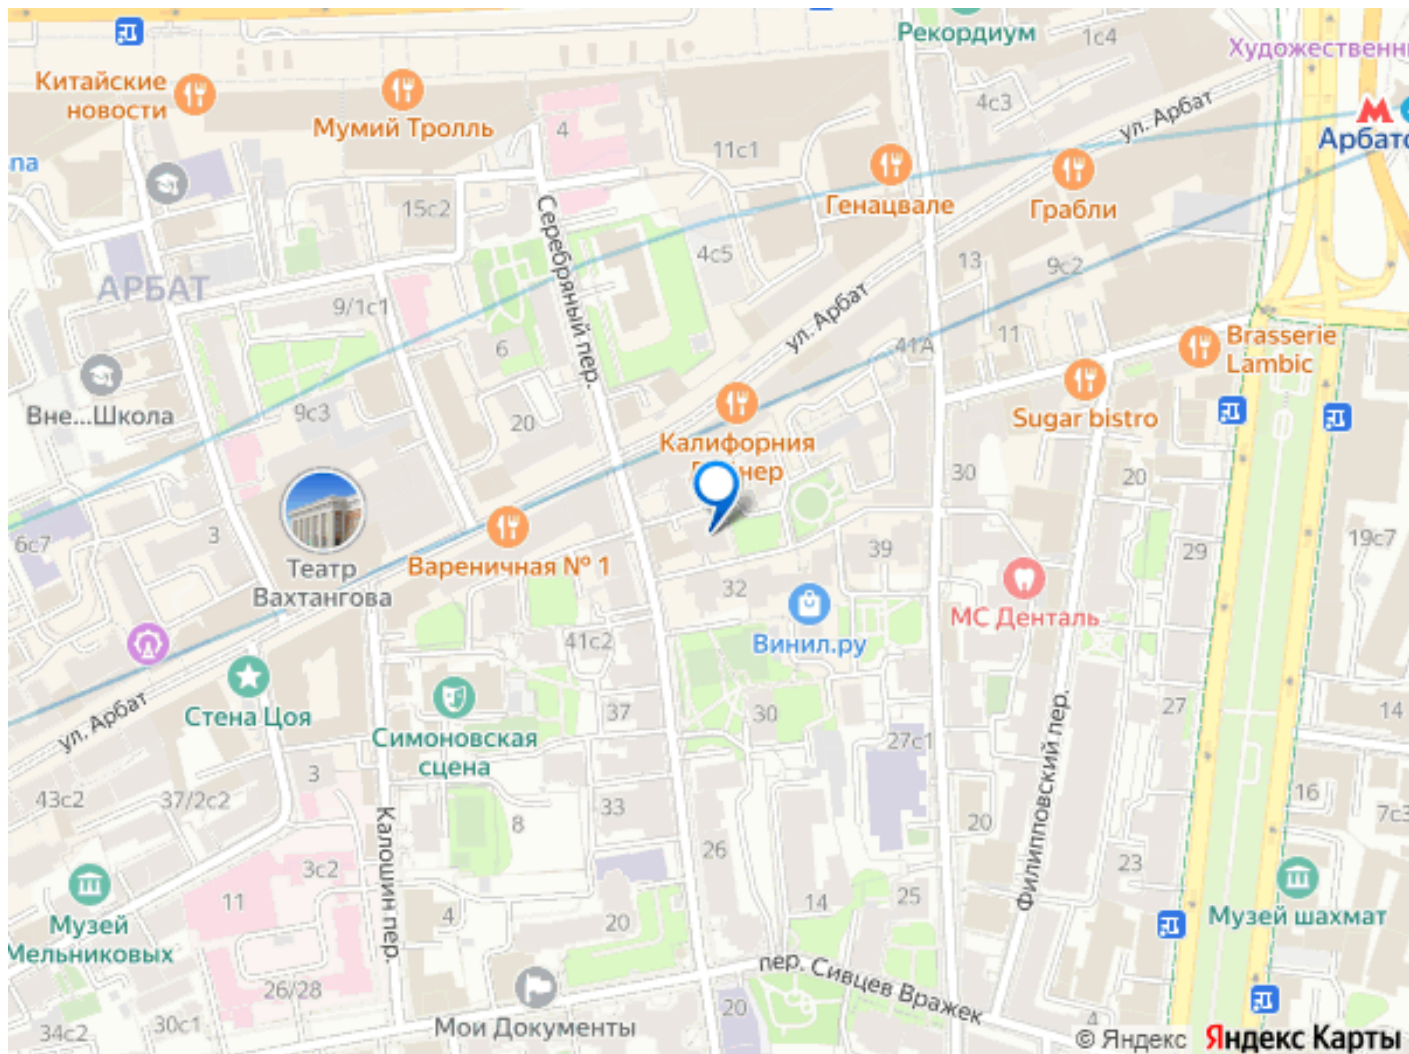 Рекордиум
1с4
Художественн
Китайские
новости
Мумий Тролль
4
4с3
ул. Арбат
Арбатс
11с1
na
Генацвале
Грабли
15с2
Серебряный пер.
4с5
13
9с2
АРБАТ
9/1с1
ул. Арбат
11
41А
Brasserie
Lambic
6
Вне...Школа
9с3
20
Sugar bistro
Калифорния
нер
30
20
6с7
3
Театр
Вахтангова
Вареничная № 1
39
29
19с7
32
МС Денталь
Винил.ру
41с2
ул. Арбат
Стена Цоя
Симоновская
сцена
37
30
27с1
Филипповский пер.
27
14
3
43с2
37/2с2
Калошин пер.
8
33
20
16
7с3
26
23
3с2
11
Музей
Мельниковых
4
20
14
25
Музей шахмат
26/28
пер. Сивцев Вражек
34с2
30с1
Мои Документы
20
4
© Яндекс
Яндекс Карты